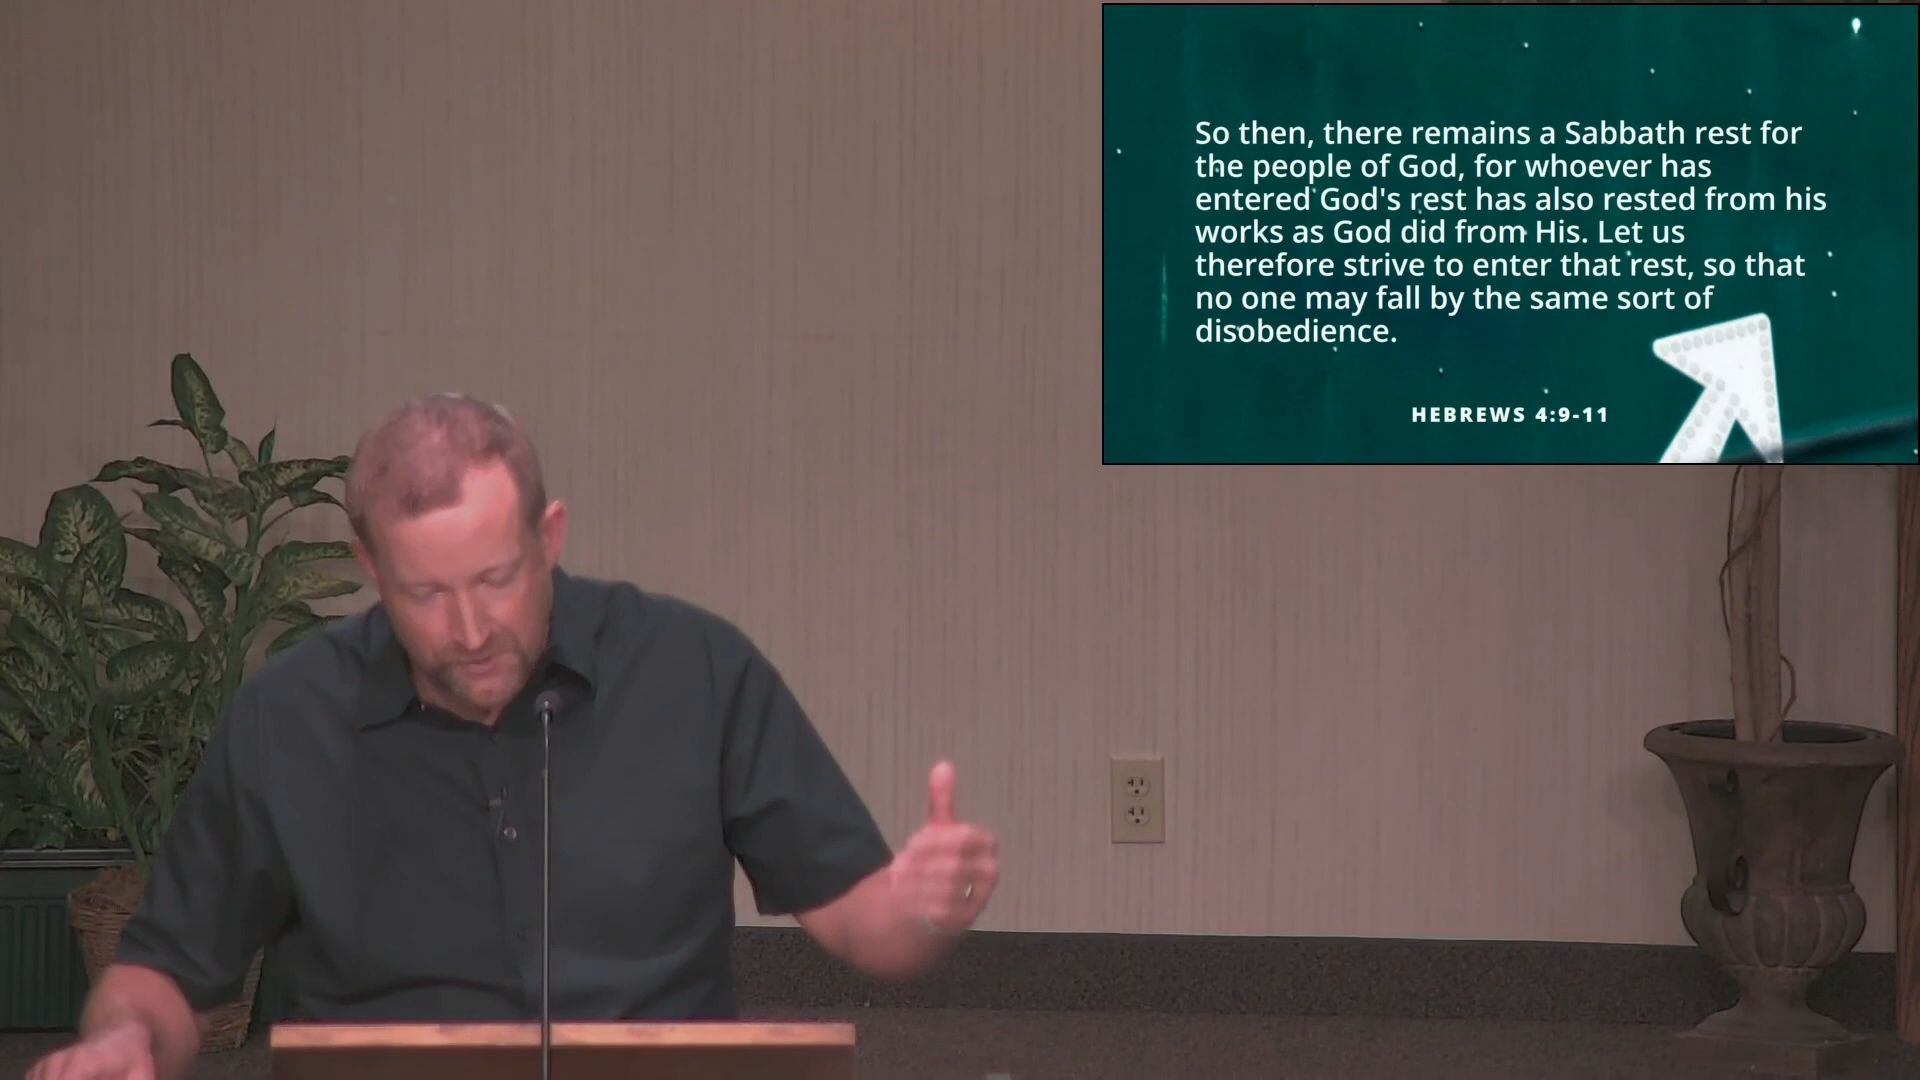 So then, there remains a Sabbath rest for
the people of God, for whoever has
entered God's rest has also rested from his
works as God did from His. Let us
therefore strive to enter that rest, so that
no one may fall by the same sort of
disobedience.
HEBREWS 4:9-11